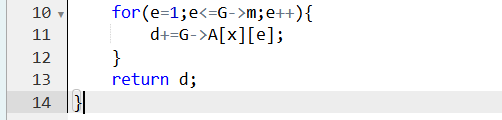 10 for(e=1;e<=G->m;e++){
11 d+=G->A[x][e];
12 }
13 return d;
14 }